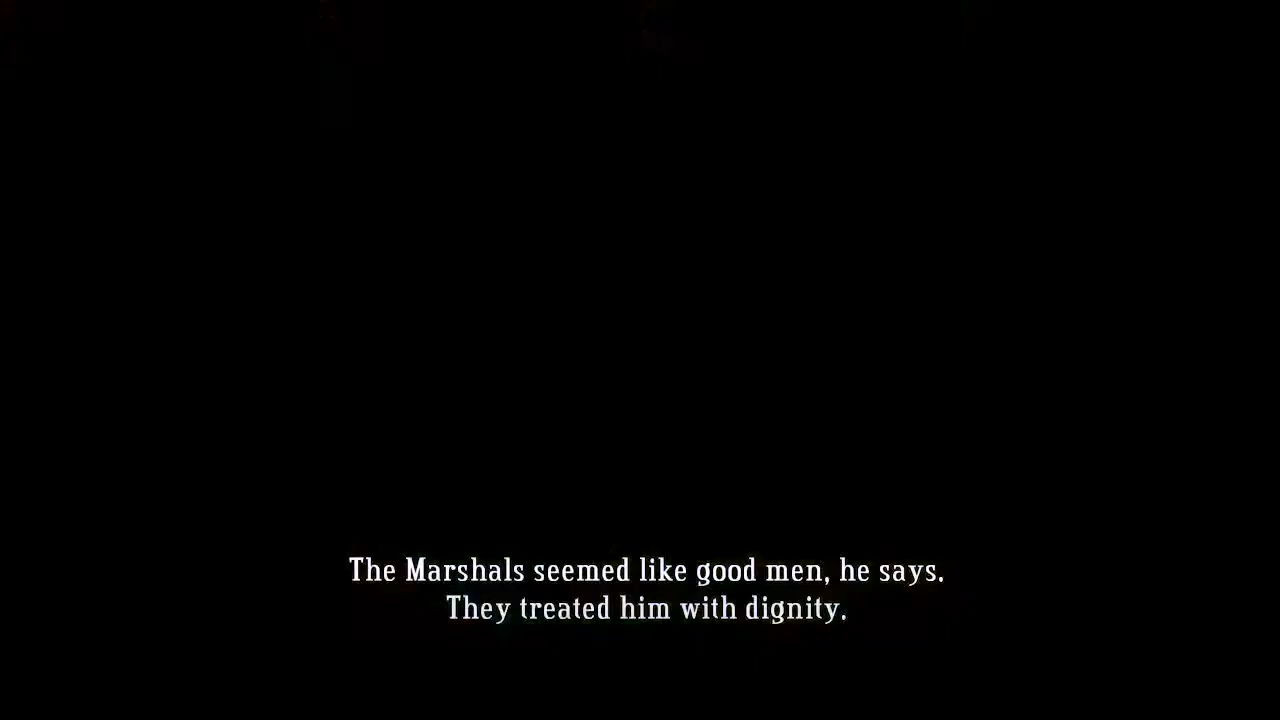 The Marshals seemed like good men, he says.
They treated him with dignity.